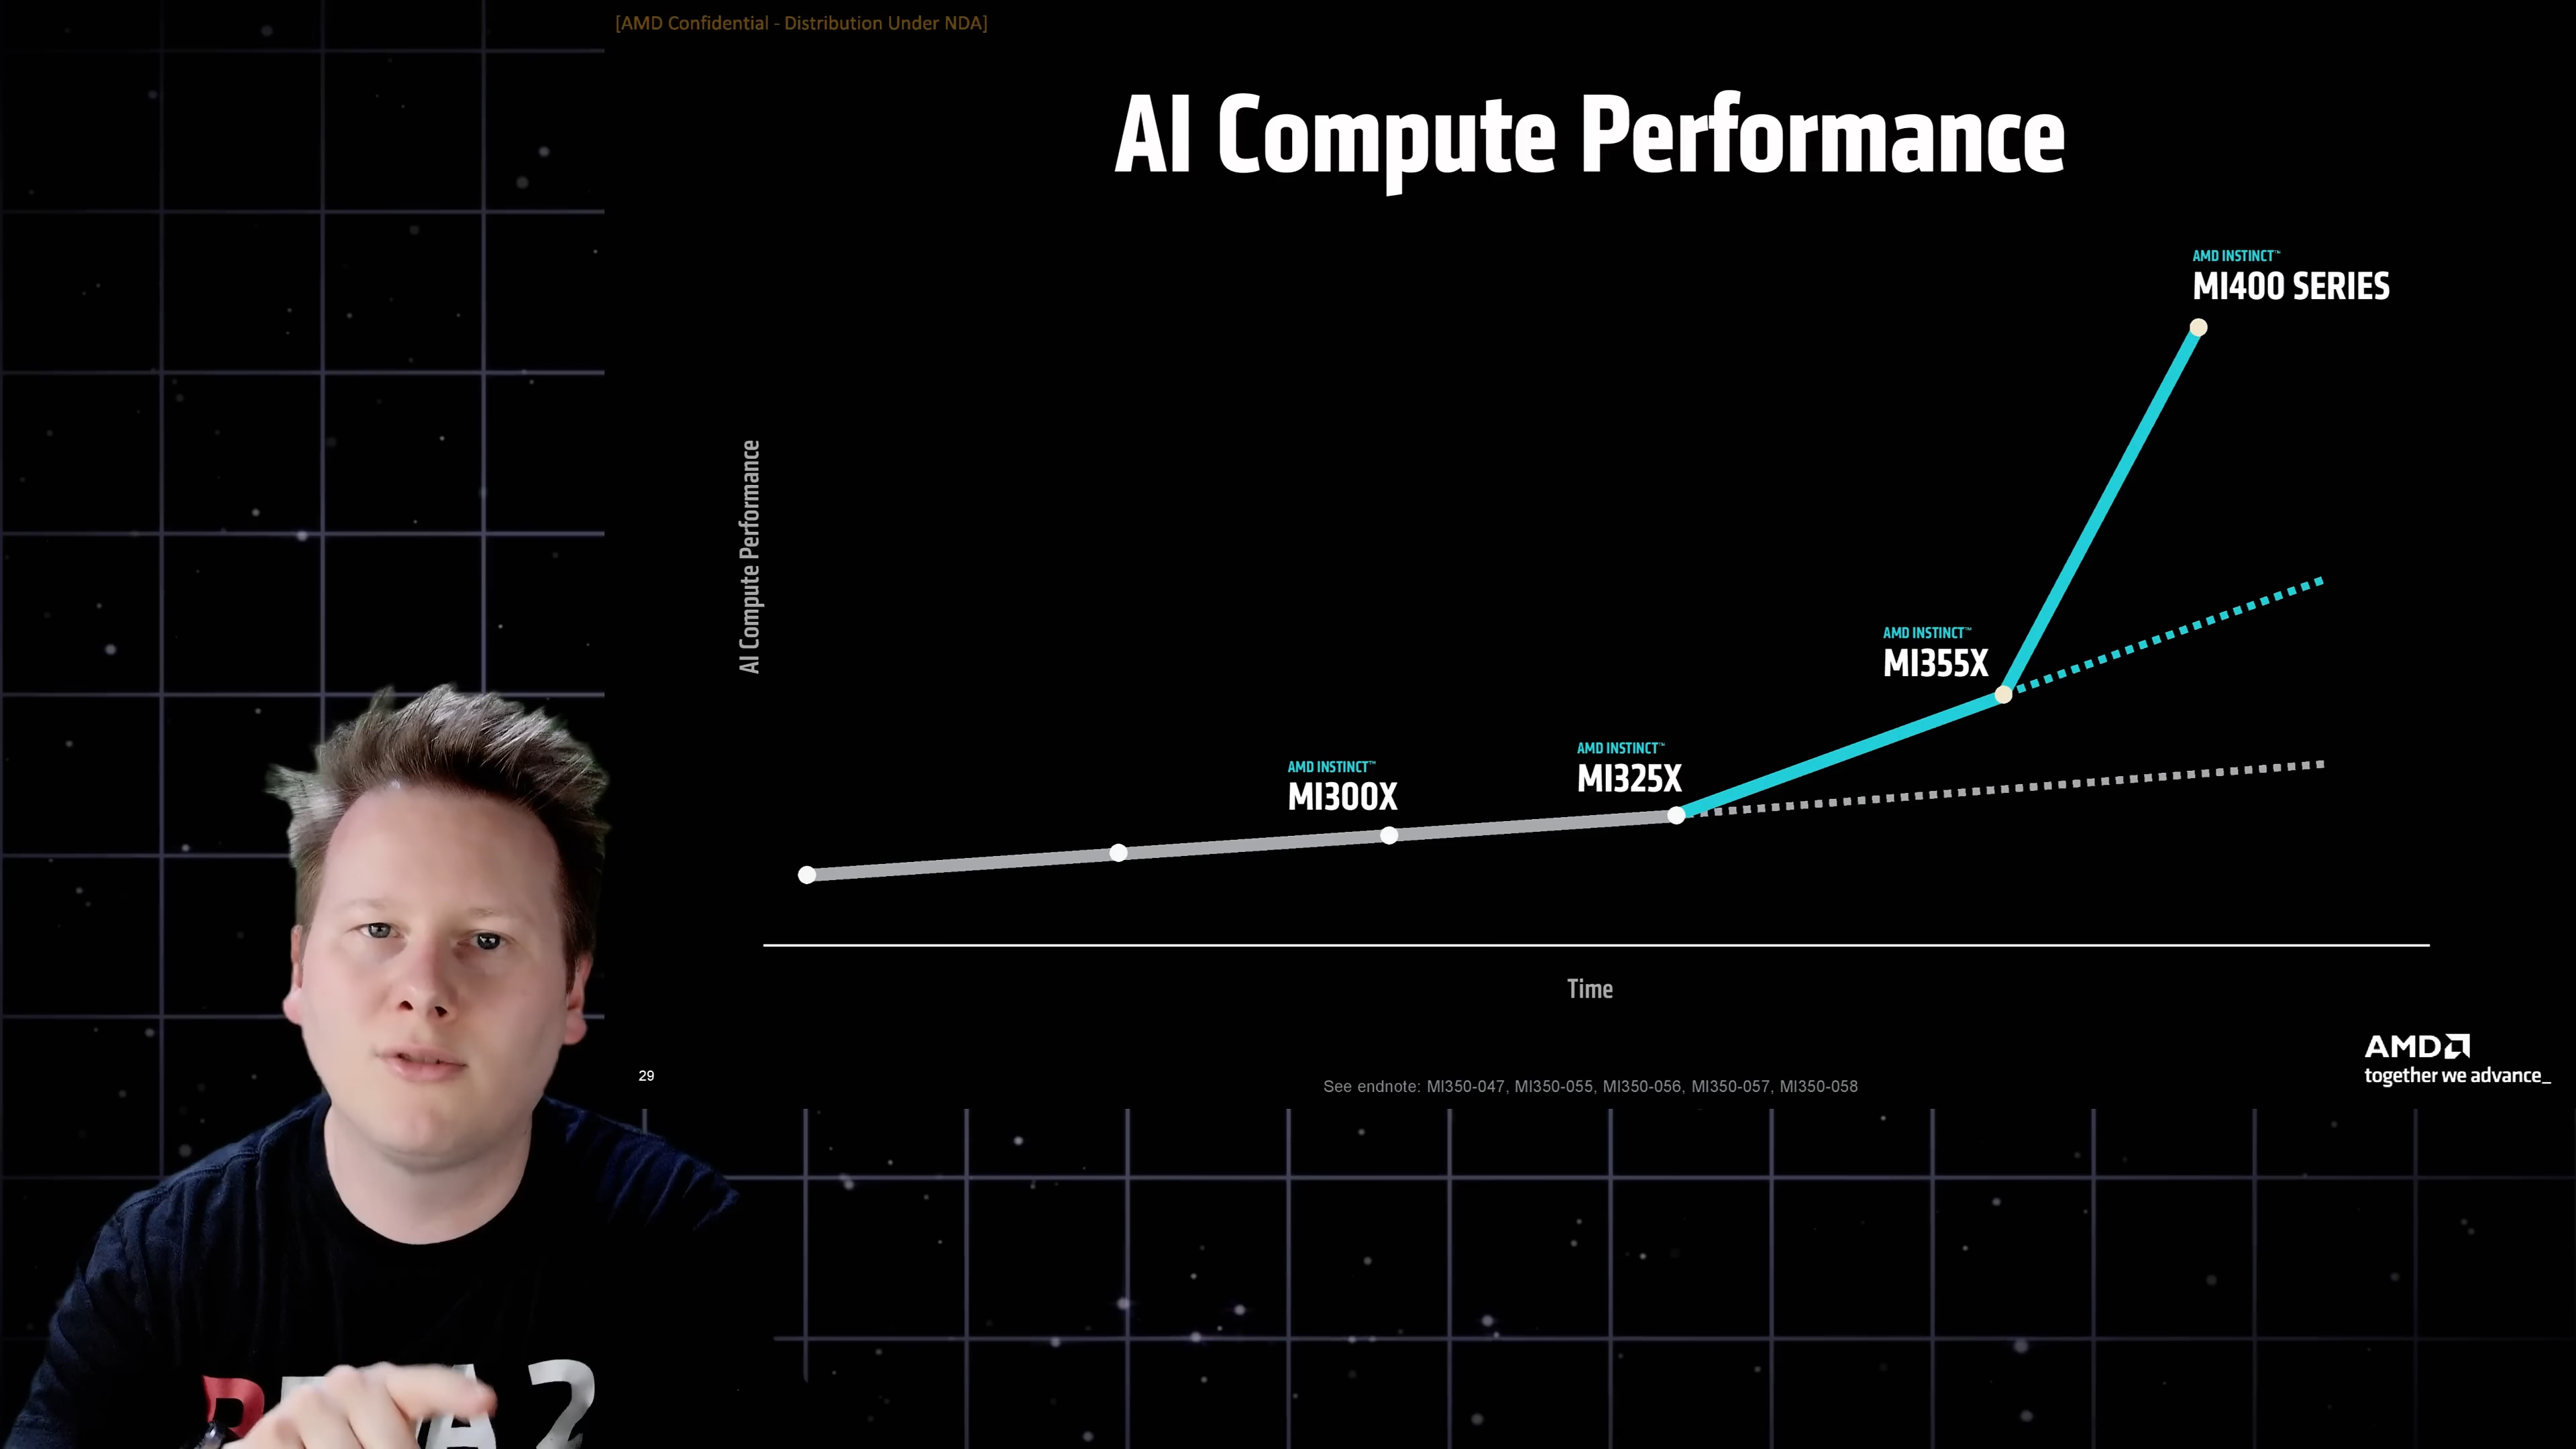 [AMD Confidential - Distribution Under NDA]
AI Compute Performance
AMD INSTINCT™
MI400 SERIES
AI Compute Performance
AMD INSTINCT™
MI355X
AMD INSTINCT™
MI325X
AMD INSTINCT™
MI300X
Time
AMD
together we advance_
29
See endnote: MI350-047, MI350-055, MI350-056, MI350-057, MI350-058